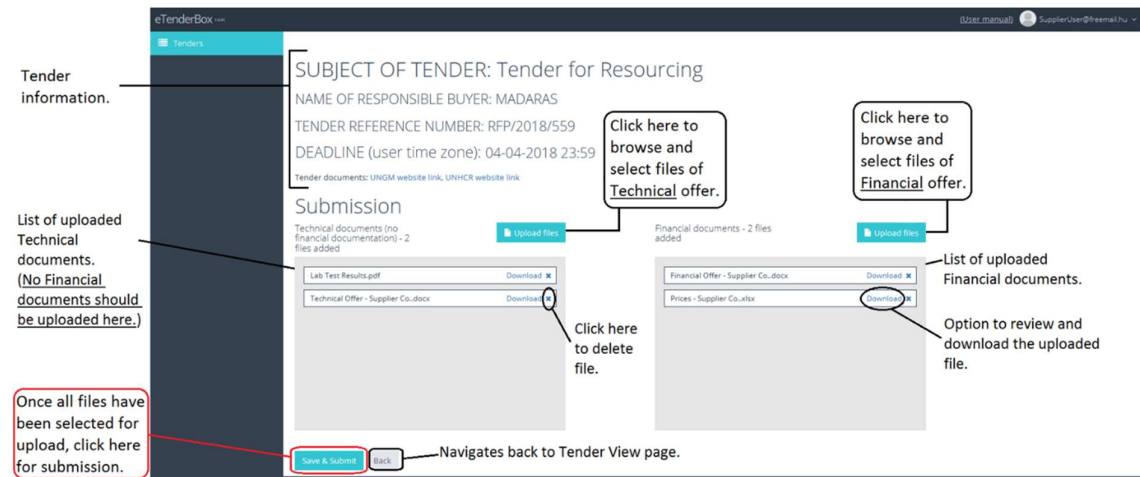 eTenderBox
(User manual) SupplierUser@freemail.hu
Tenders
Tender
information.
SUBJECT OF TENDER: Tender for Resourcing
NAME OF RESPONSIBLE BUYER: MADARAS
TENDER REFERENCE NUMBER: RFP/2018/559
DEADLINE (user time zone): 04-04-2018 23:59
Tender documents: UNGM website link, UNHCR website link
Click here to
browse and
select files of
Technical offer.
Click here to
browse and
select files of
Financial offer.
Submission
Technical documents (no
financial documentation) - 2
files added
Upload files
Financial documents - 2 files
added
Upload files
List of uploaded
Technical
documents.
(No Financial
documents should
be uploaded here.)
Lab Test Results.pdf Download ×
Technical Offer - Supplier Co..docx Download ×
Financial Offer - Supplier Co..docx Download ×
Prices - Supplier Co..xlsx Download ×
List of uploaded
Financial documents.
Click here
to delete
file.
Option to review and
download the uploaded
file.
Once all files have
been selected for
upload, click here
for submission.
Save & Submit Back
Navigates back to Tender View page.